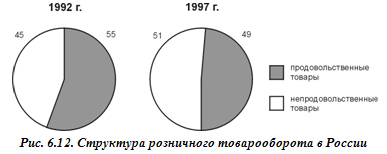 1992 г. 1997 г.
45 55 51 49
продовольственные
товары
непродовольственные
товары
Рис. 6.12. Структура розничного товарооборота в России